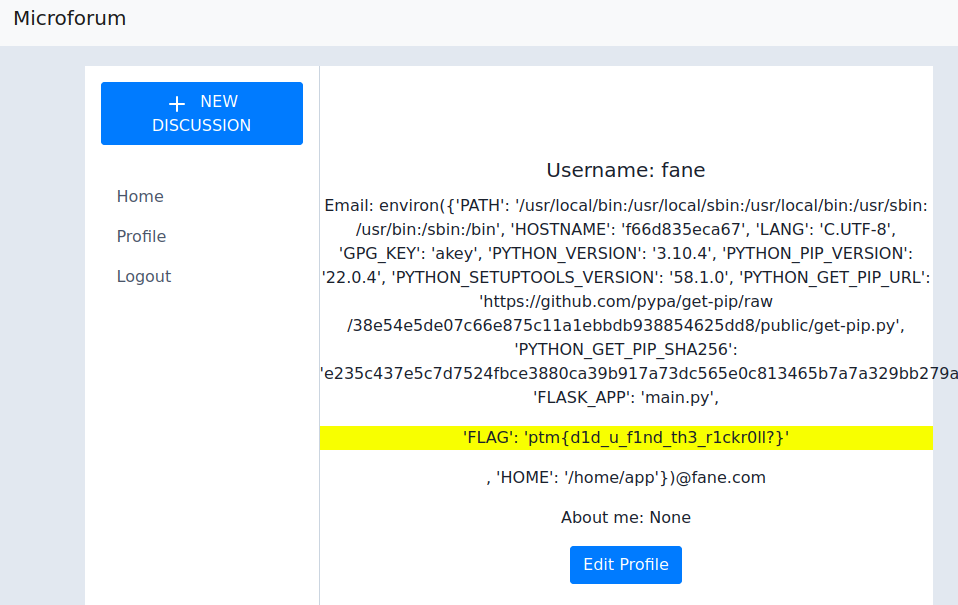 Microforum
NEW
DISCUSSION
Home
Profile
Logout
Username: fane
Email: environ({'PATH': '/usr/local/bin:/usr/local/sbin:/usr/local/bin:/usr/sbin:
/usr/bin:/sbin:/bin', 'HOSTNAME': 'f66d835eca67', 'LANG': 'C.UTF-8',
'GPG_KEY': 'akey', 'PYTHON_VERSION': '3.10.4', 'PYTHON_PIP_VERSION':
'22.0.4', 'PYTHON_SETUPTOOLS_VERSION': '58.1.0', 'PYTHON_GET_PIP_URL':
'https://github.com/pypa/get-pip/raw
/38e54e5de07c66e875c11a1ebbdb938854625dd8/public/get-pip.py',
'PYTHON_GET_PIP_SHA256':
'e235c437e5c7d7524fbce3880ca39b917a73dc565e0c813465b7a7a329bb279a
'FLASK_APP': 'main.py',
'FLAG': 'ptm{d1d_u_f1nd_th3_r1ckr0ll?}'
, 'HOME': '/home/app'})@fane.com
About me: None
Edit Profile